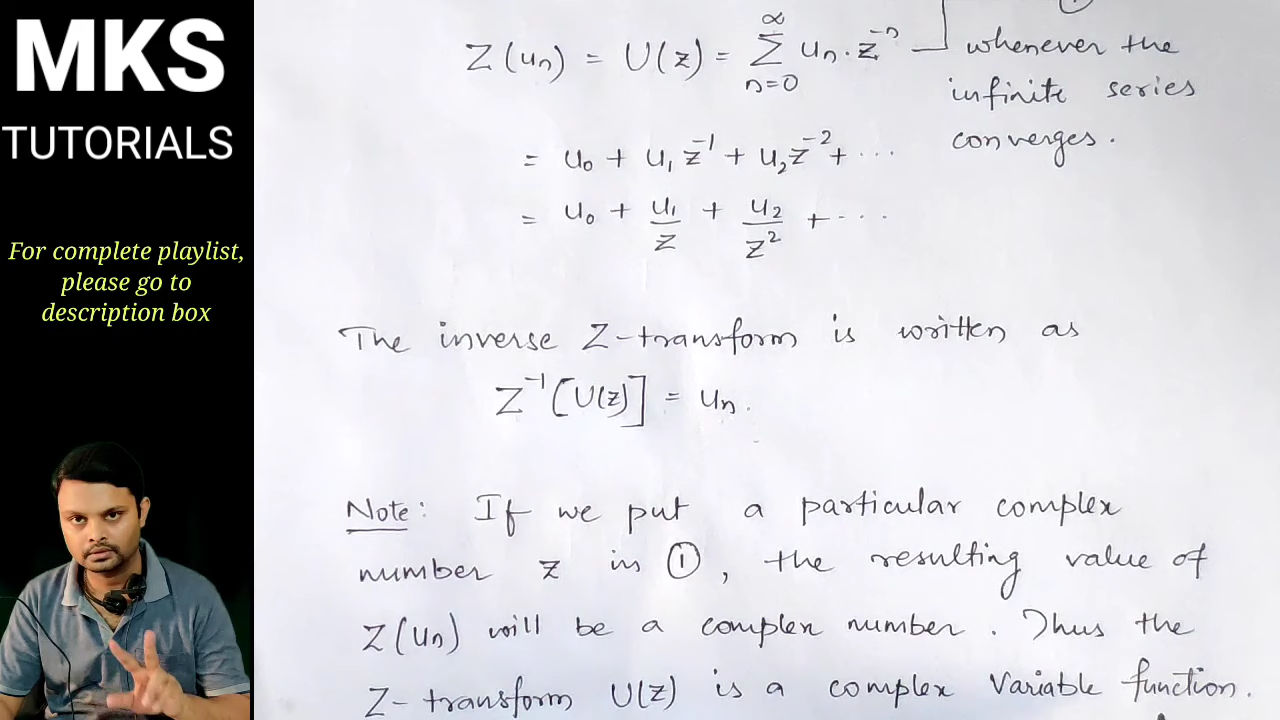 MKS
TUTORIALS
For complete playlist,
please go to
description box
①
Z(uₙ) = U(z) = ∑_{n=0}^{∞} uₙ · z⁻ⁿ — whenever the
infinite series
converges.
= u₀ + u₁ z⁻¹ + u₂ z⁻² + ···
= u₀ + u₁/z + u₂/z² + ···
The inverse Z-transform is written as
Z⁻¹[U(z)] = uₙ.
Note: If we put a particular complex
number z in ①, the resulting value of
Z(uₙ) will be a complex number. Thus the
Z-transform U(z) is a complex variable function.